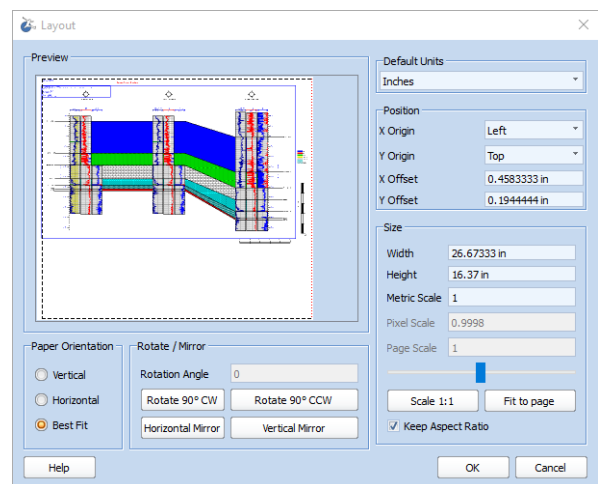 Layout
Preview
Default Units
Inches
Position
X Origin Left
Y Origin Top
X Offset 0.4583333 in
Y Offset 0.1944444 in
Size
Width 26.67333 in
Height 16.37 in
Metric Scale 1
Pixel Scale 0.9998
Page Scale 1
Scale 1:1 Fit to page
Keep Aspect Ratio
Paper Orientation
Vertical
Horizontal
Best Fit
Rotate / Mirror
Rotation Angle 0
Rotate 90° CW Rotate 90° CCW
Horizontal Mirror Vertical Mirror
Help OK Cancel